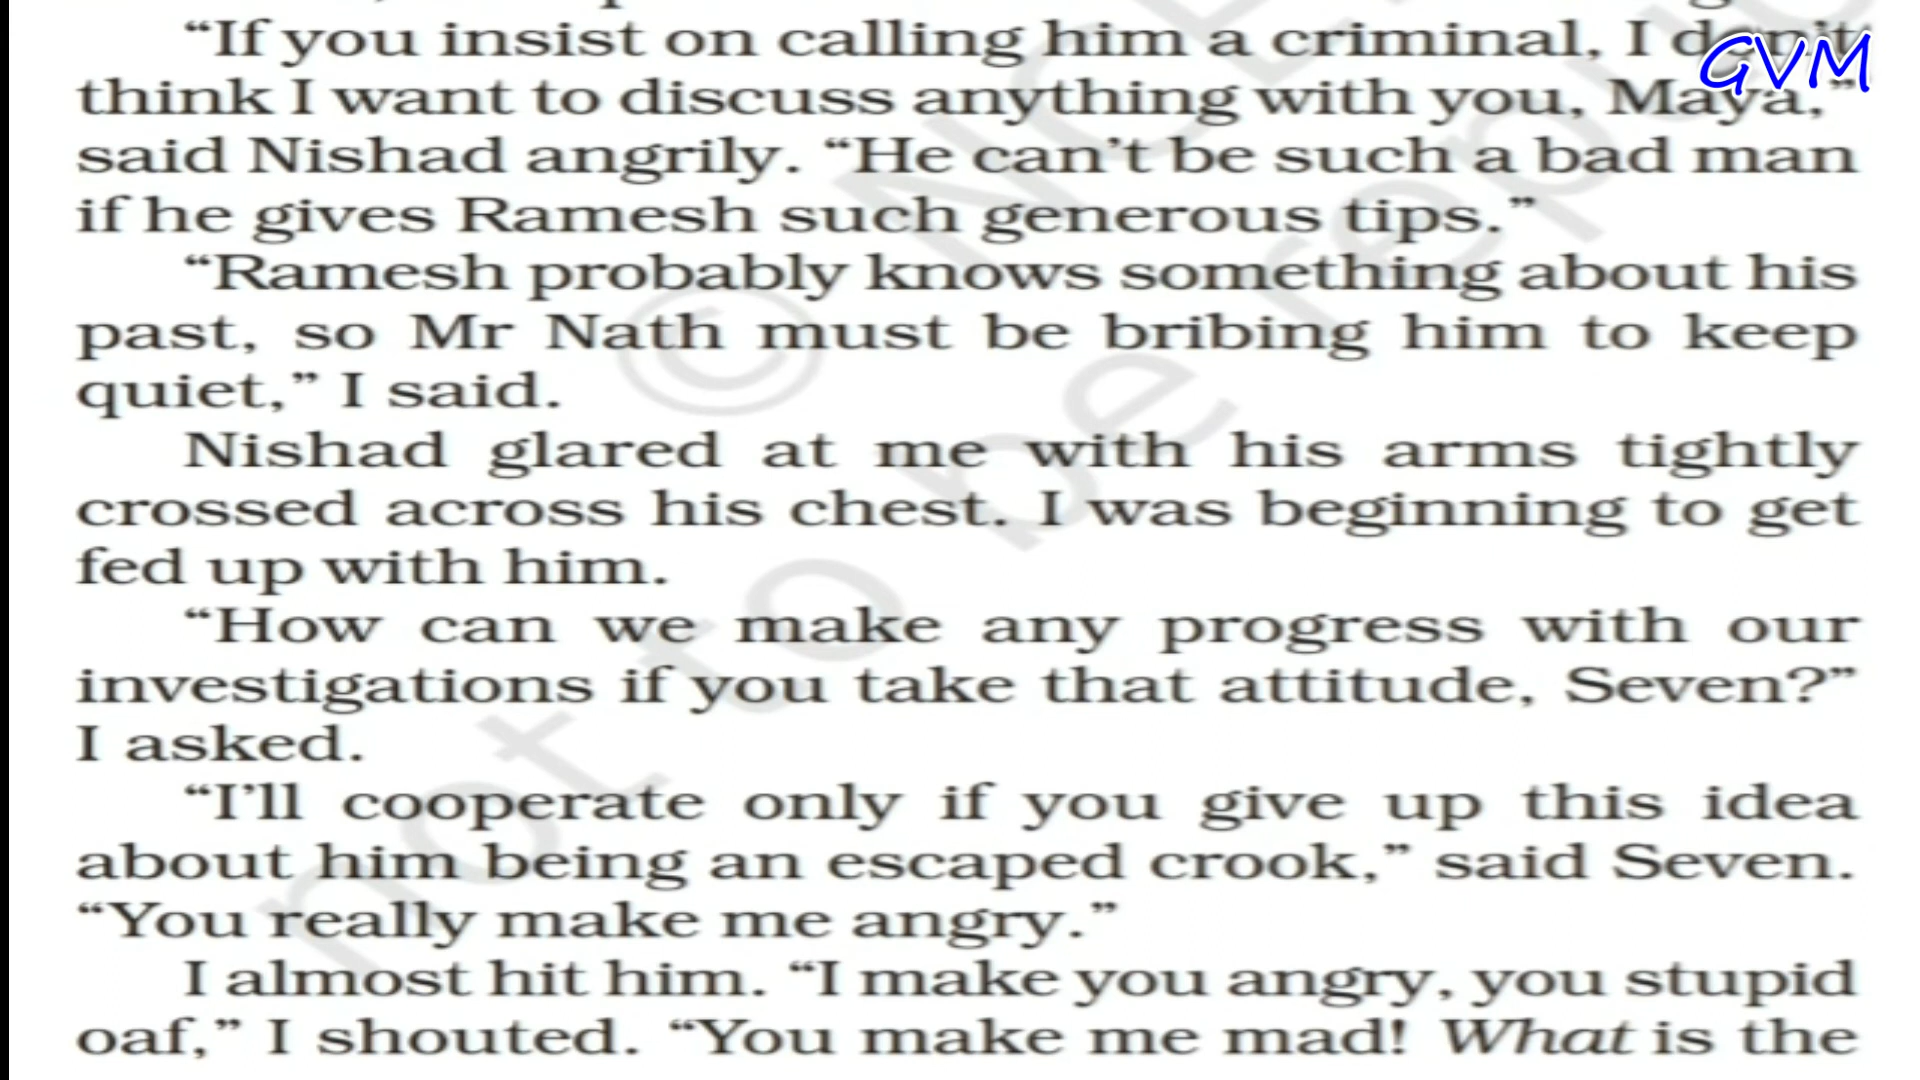 “If you insist on calling him a criminal, I don’t
think I want to discuss anything with you, Maya,”
said Nishad angrily. “He can’t be such a bad man
if he gives Ramesh such generous tips.”
“Ramesh probably knows something about his
past, so Mr Nath must be bribing him to keep
quiet,” I said.
Nishad glared at me with his arms tightly
crossed across his chest. I was beginning to get
fed up with him.
“How can we make any progress with our
investigations if you take that attitude, Seven?”
I asked.
“I’ll cooperate only if you give up this idea
about him being an escaped crook,” said Seven.
“You really make me angry.”
I almost hit him. “I make you angry, you stupid
oaf,” I shouted. “You make me mad! What is the
GVM
not to be repu